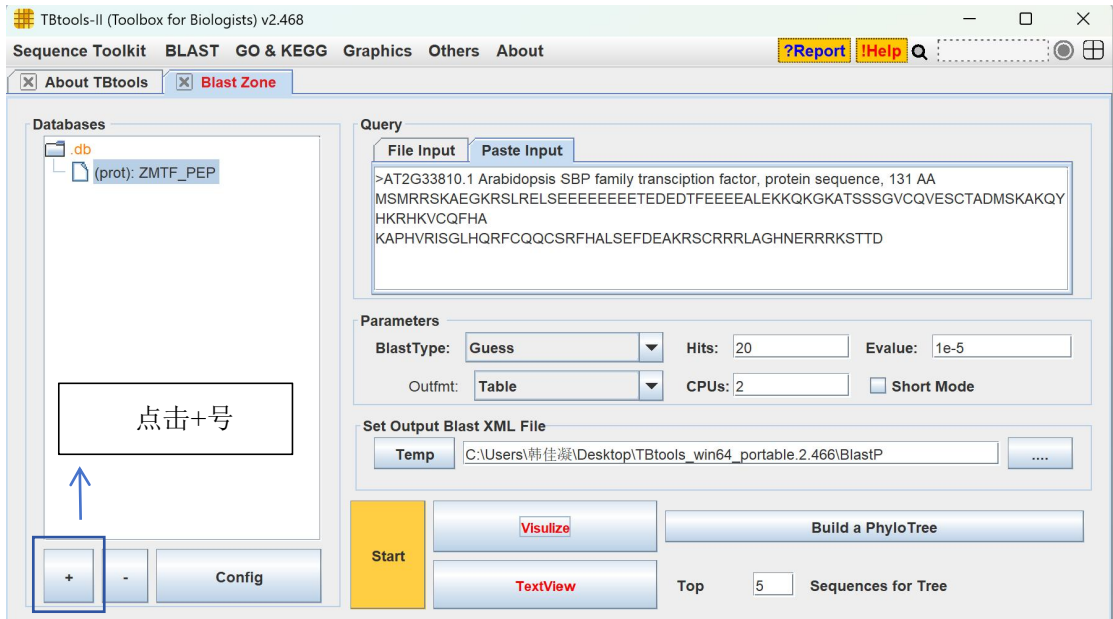 TBtools-II (Toolbox for Biologists) v2.468
Sequence Toolkit BLAST GO & KEGG Graphics Others About ?Report !Help
About TBtools Blast Zone
Databases
.db
(prot): ZMTF_PEP
点击+号
+ - Config
Query
File Input Paste Input
>AT2G33810.1 Arabidopsis SBP family transciption factor, protein sequence, 131 AA
MSMRRSKAEGKRSLRELSEEEEEEEETEDEDTFEEEEALEKKQKGKATSSSGVCQVESCTADMSKAKQY
HKRHKVCQFHA
KAPHVRISGLHQRFCQQCSRFHALSEFDEAKRSCRRRLAGHNERRRKSTTD
Parameters
BlastType: Guess Hits: 20 Evalue: 1e-5
Outfmt: Table CPUs: 2 Short Mode
Set Output Blast XML File
Temp C:\Users\韩佳凝\Desktop\TBtools_win64_portable.2.466\BlastP ....
Start
Visulize Build a PhyloTree
TextView Top 5 Sequences for Tree